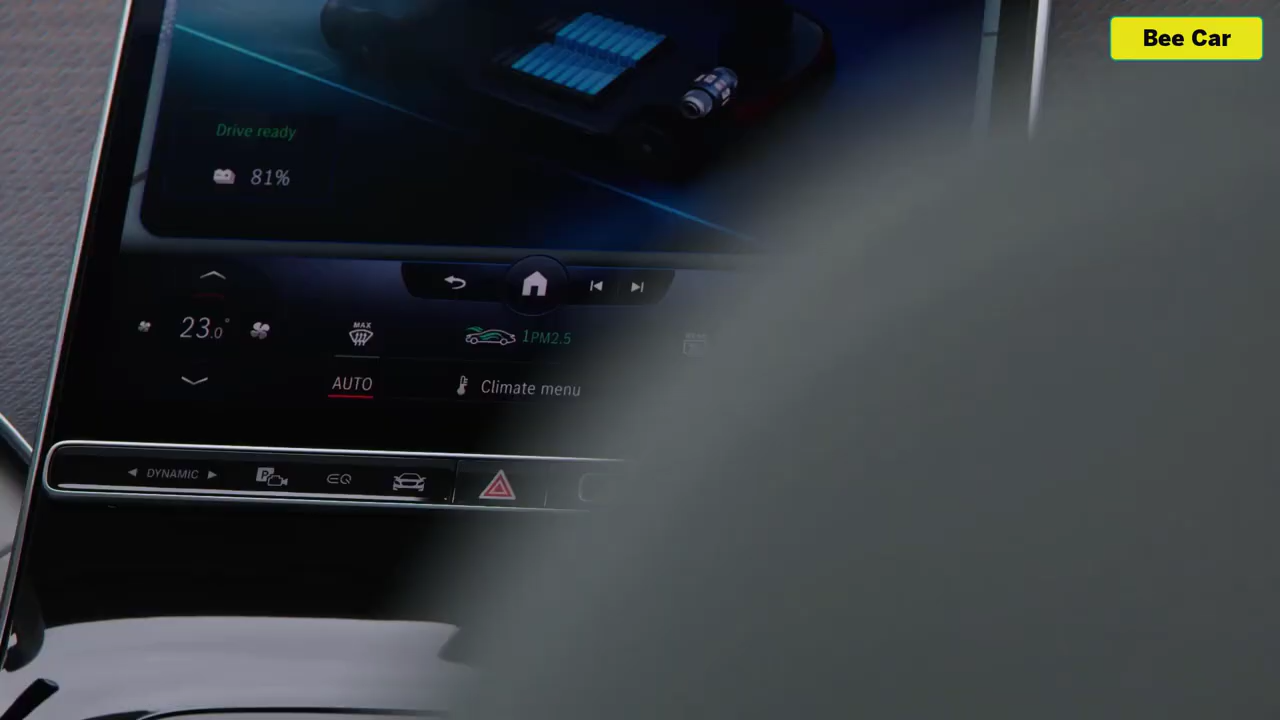 Bee Car
Drive ready
81%
23.0°
MAX
1PM2.5
AUTO
Climate menu
DYNAMIC
P
EQ